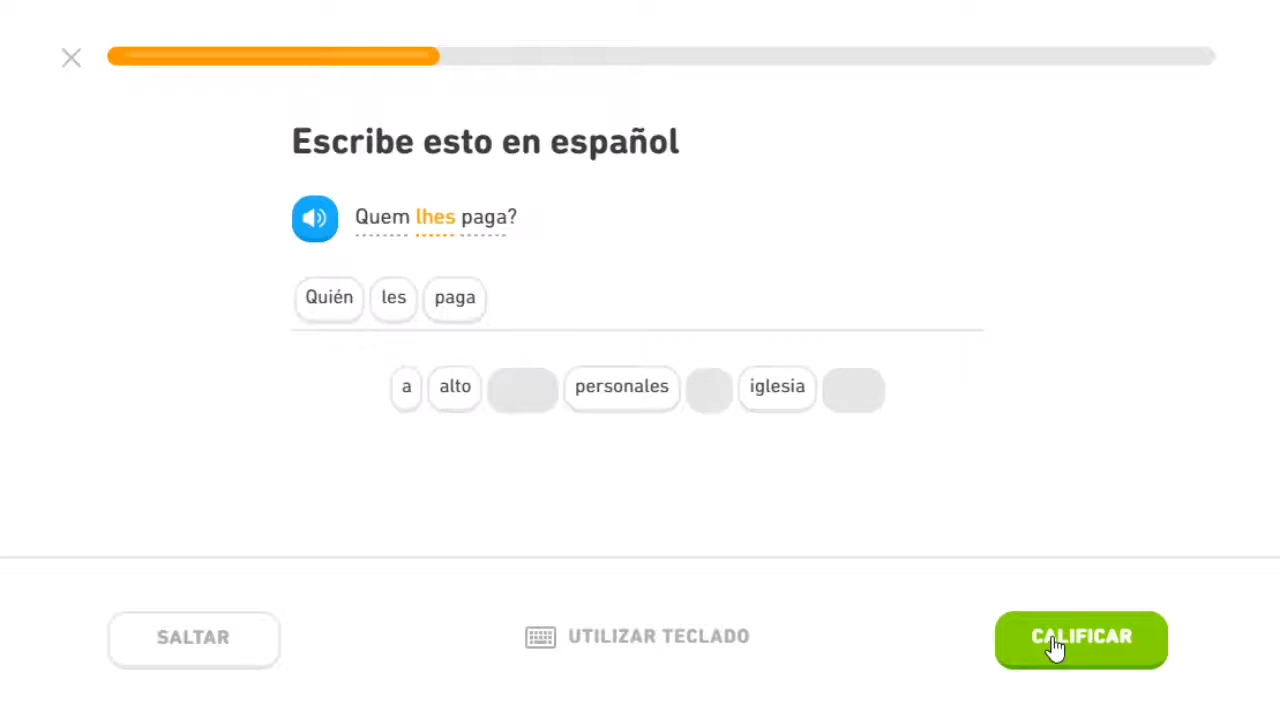 Escribe esto en español
Quem lhes paga?
Quién les paga
a alto personales iglesia
SALTAR UTILIZAR TECLADO CALIFICAR